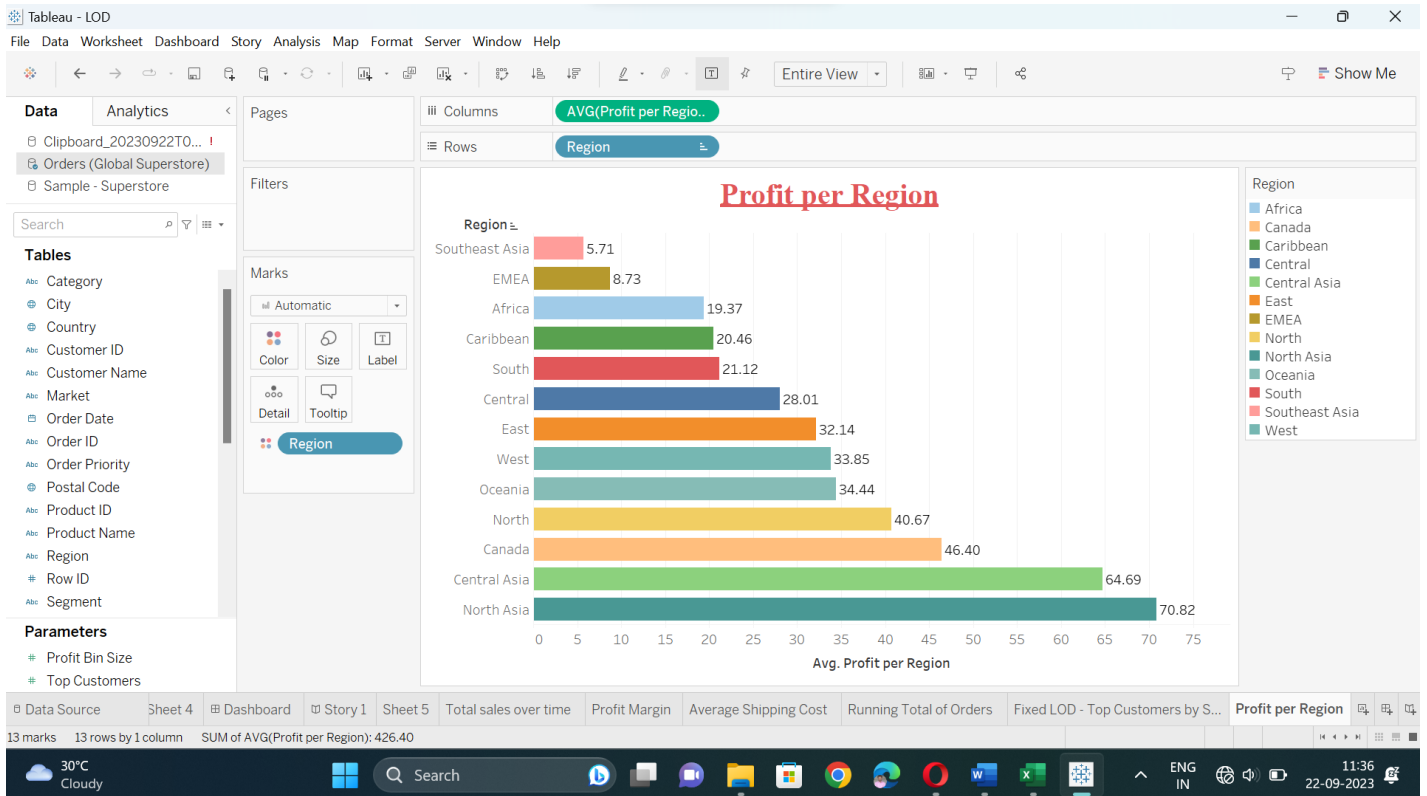 Tableau - LOD
File Data Worksheet Dashboard Story Analysis Map Format Server Window Help
Entire View
Show Me
Data Analytics
Clipboard_20230922T0... !
Orders (Global Superstore)
Sample - Superstore
Search
Tables
Abc Category
City
Country
Abc Customer ID
Abc Customer Name
Abc Market
Order Date
Abc Order ID
Abc Order Priority
Postal Code
Abc Product ID
Abc Product Name
Abc Region
# Row ID
Abc Segment
Parameters
# Profit Bin Size
# Top Customers
Pages
Filters
Marks
Automatic
Color Size Label
Detail Tooltip
Region
Columns AVG(Profit per Regio..
Rows Region
Profit per Region
Region
Southeast Asia 5.71
EMEA 8.73
Africa 19.37
Caribbean 20.46
South 21.12
Central 28.01
East 32.14
West 33.85
Oceania 34.44
North 40.67
Canada 46.40
Central Asia 64.69
North Asia 70.82
0 5 10 15 20 25 30 35 40 45 50 55 60 65 70 75
Avg. Profit per Region
Region
Africa
Canada
Caribbean
Central
Central Asia
East
EMEA
North
North Asia
Oceania
South
Southeast Asia
West
Data Source Sheet 4 Dashboard Story 1 Sheet 5 Total sales over time Profit Margin Average Shipping Cost Running Total of Orders Fixed LOD - Top Customers by S... Profit per Region
13 marks 13 rows by 1 column SUM of AVG(Profit per Region): 426.40
30°C
Cloudy
Search
ENG
IN
11:36
22-09-2023